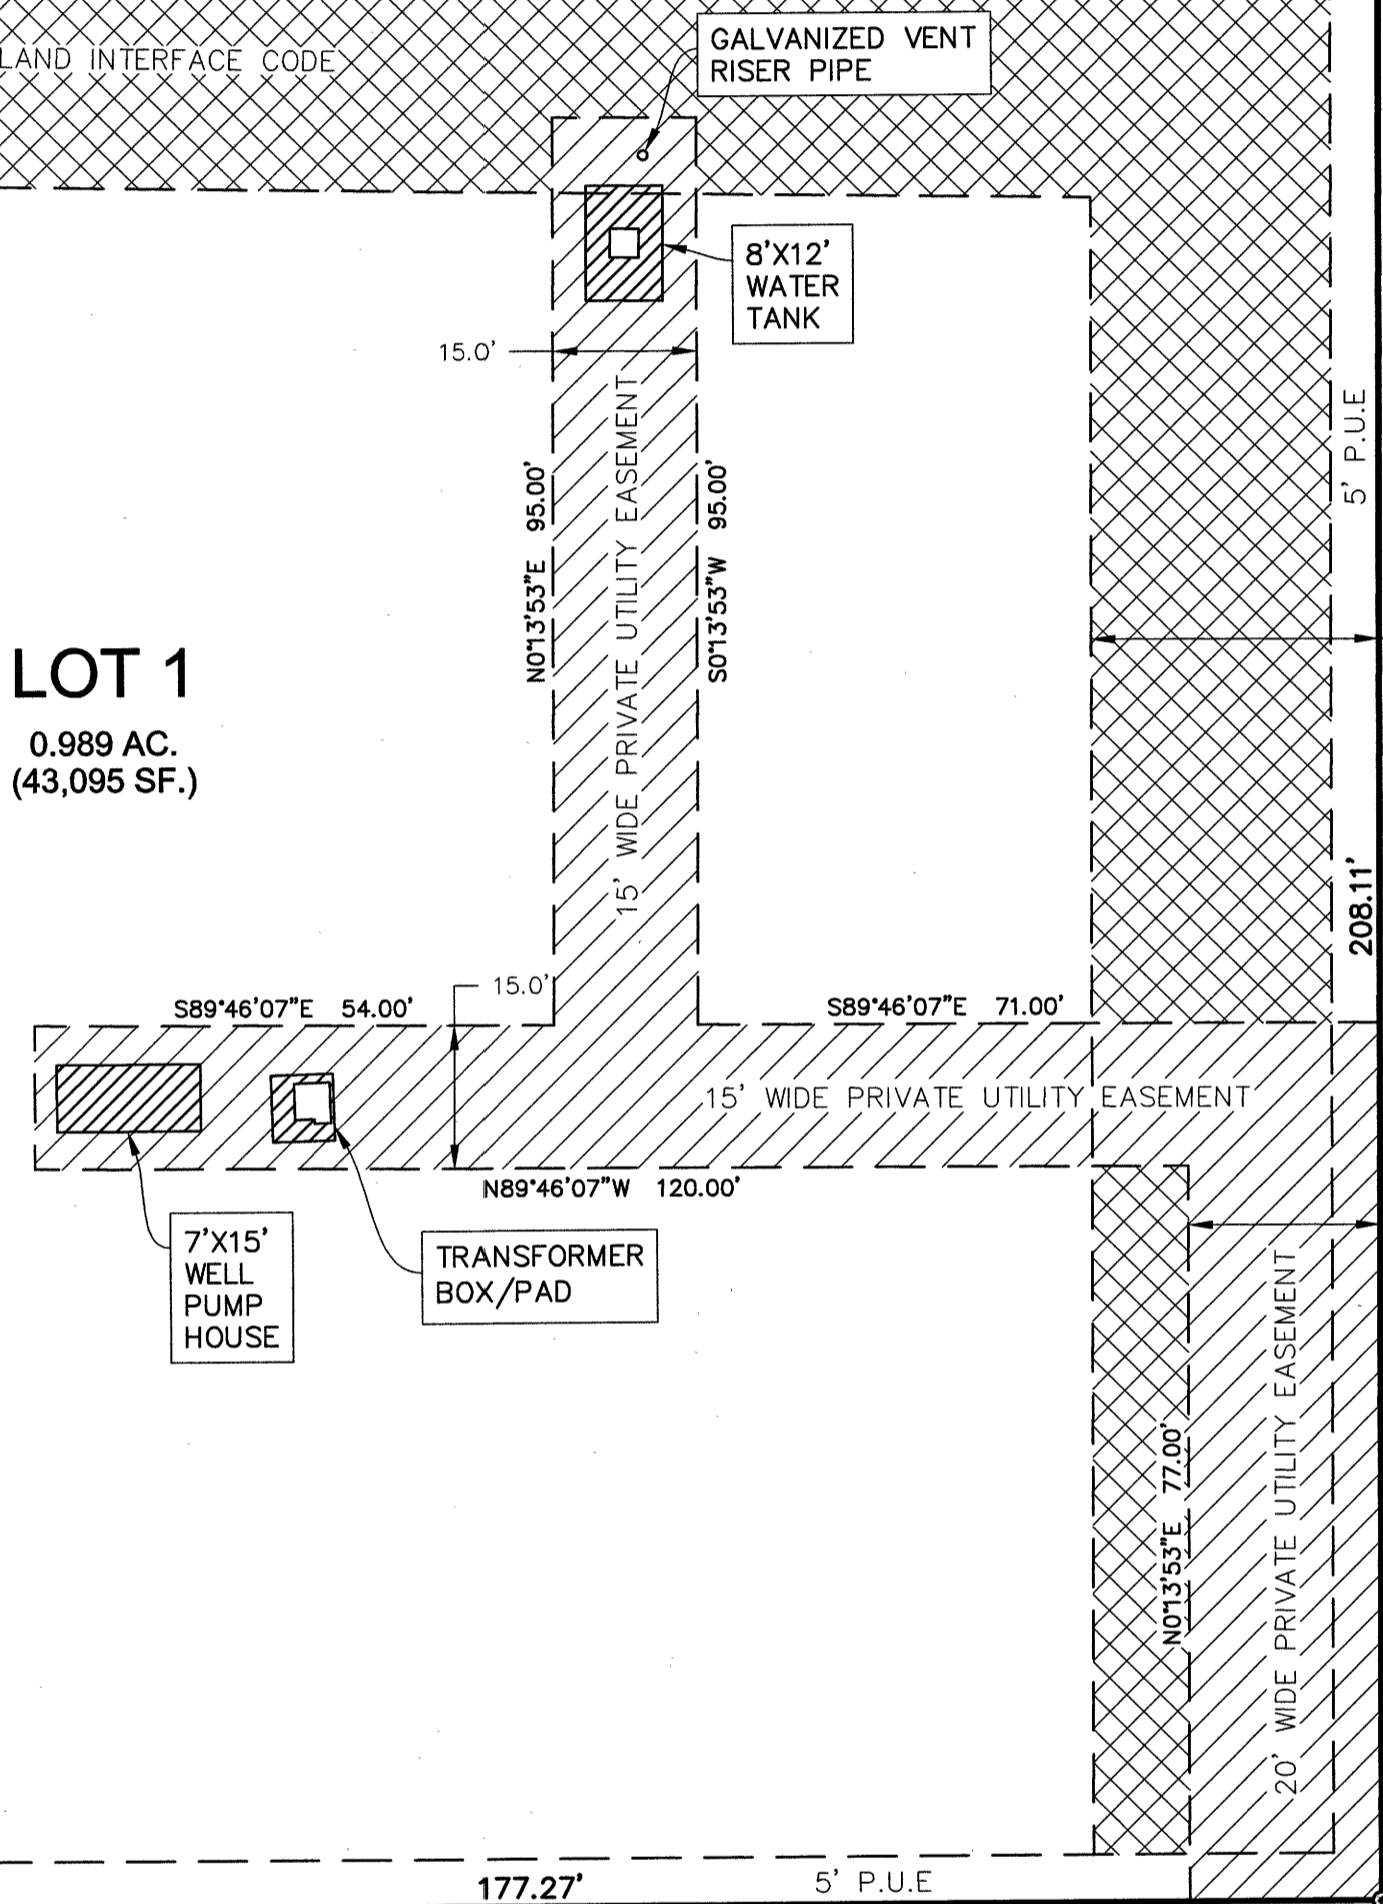 GALVANIZED VENT
RISER PIPE
LAND INTERFACE CODE
8'X12'
WATER
TANK
15.0'
15' WIDE PRIVATE UTILITY EASEMENT
N0°13'53"E 95.00'
S0°13'53"W 95.00'
5' P.U.E
LOT 1
0.989 AC.
(43,095 SF.)
208.11'
15.0'
S89°46'07"E 54.00'
S89°46'07"E 71.00'
15' WIDE PRIVATE UTILITY EASEMENT
N89°46'07"W 120.00'
7'X15'
WELL
PUMP
HOUSE
TRANSFORMER
BOX/PAD
N0°13'53"E 77.00'
20' WIDE PRIVATE UTILITY EASEMENT
177.27'
5' P.U.E